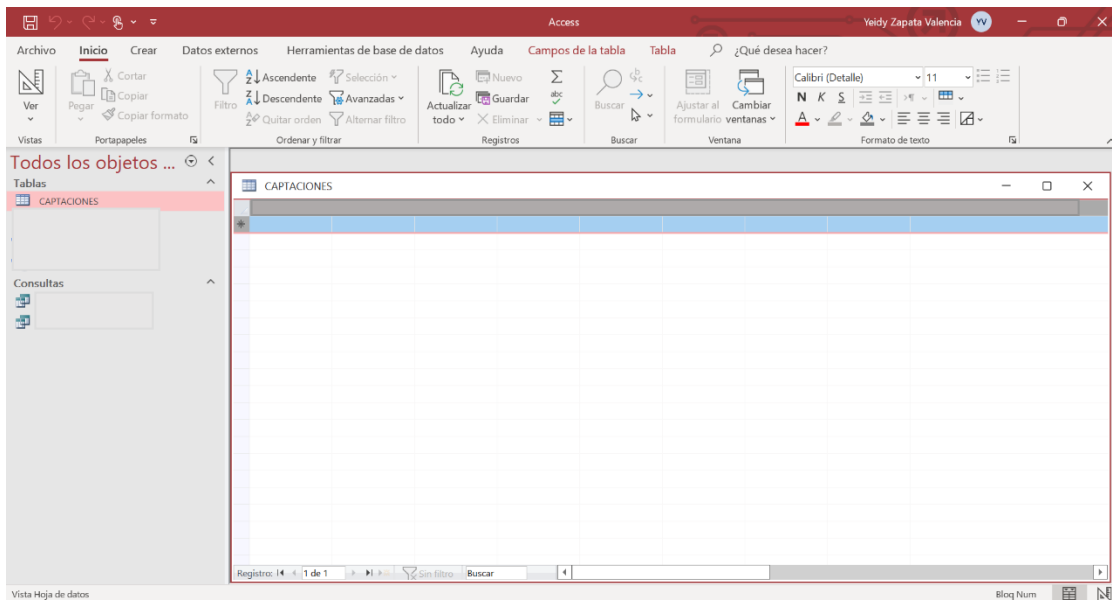 Access
Yeidy Zapata Valencia
YV
Archivo Inicio Crear Datos externos Herramientas de base de datos Ayuda Campos de la tabla Tabla ¿Qué desea hacer?
Ver
Pegar
Cortar
Copiar
Copiar formato
Filtro
Ascendente
Descendente
Quitar orden
Selección
Avanzadas
Alternar filtro
Actualizar todo
Nuevo
Guardar
Eliminar
abc
Buscar
Ajustar al formulario
Cambiar ventanas
Calibri (Detalle) 11
N K S
A
Vistas Portapapeles Ordenar y filtrar Registros Buscar Ventana Formato de texto
Todos los objetos ...
Tablas
CAPTACIONES
Consultas
CAPTACIONES
Registro: 1 de 1 Sin filtro Buscar
Vista Hoja de datos
Bloq Num